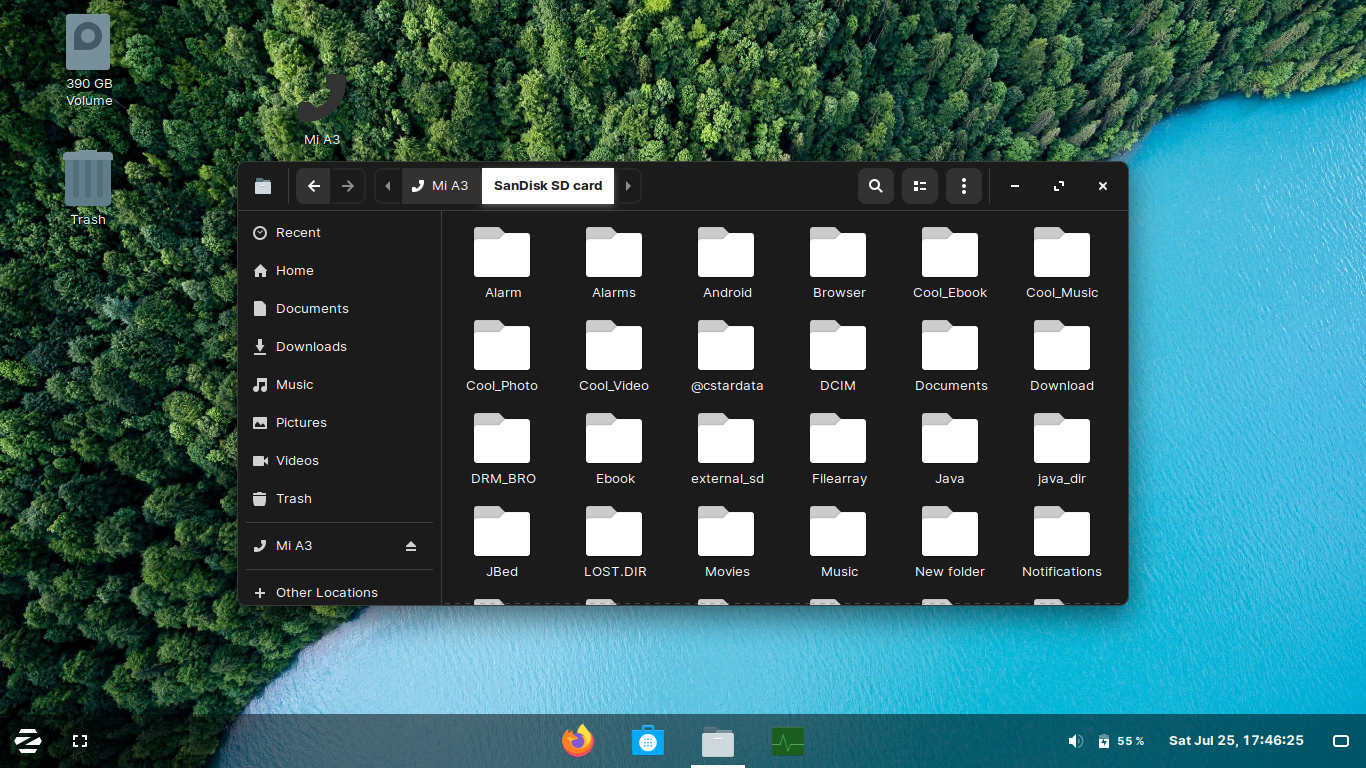 390 GB
Volume
Mi A3
Trash
Mi A3
SanDisk SD card
Recent
Home
Documents
Downloads
Music
Pictures
Videos
Trash
Mi A3
Other Locations
Alarm
Alarms
Android
Browser
Cool_Ebook
Cool_Music
Cool_Photo
Cool_Video
@cstardata
DCIM
Documents
Download
DRM_BRO
Ebook
external_sd
Filearray
Java
java_dir
JBed
LOST.DIR
Movies
Music
New folder
Notifications
55 %
Sat Jul 25, 17:46:25